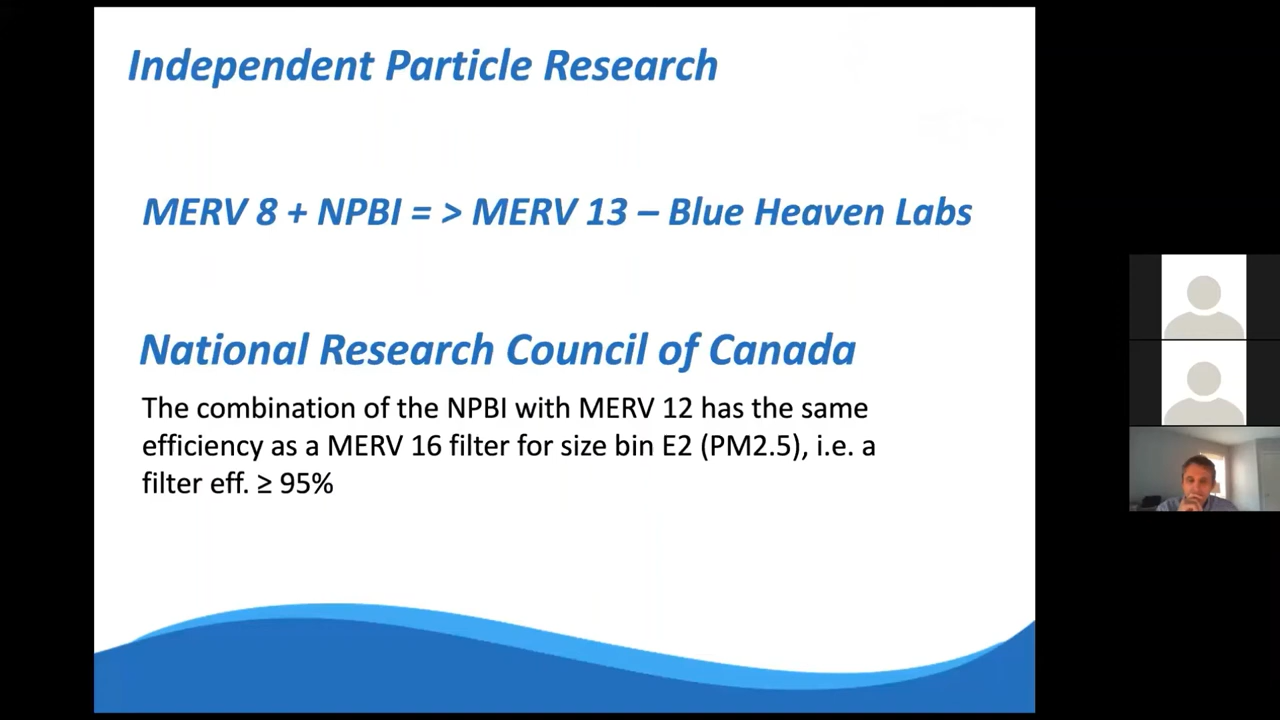 Independent Particle Research
MERV 8 + NPBI = > MERV 13 – Blue Heaven Labs
National Research Council of Canada
The combination of the NPBI with MERV 12 has the same
efficiency as a MERV 16 filter for size bin E2 (PM2.5), i.e. a
filter eff. ≥ 95%